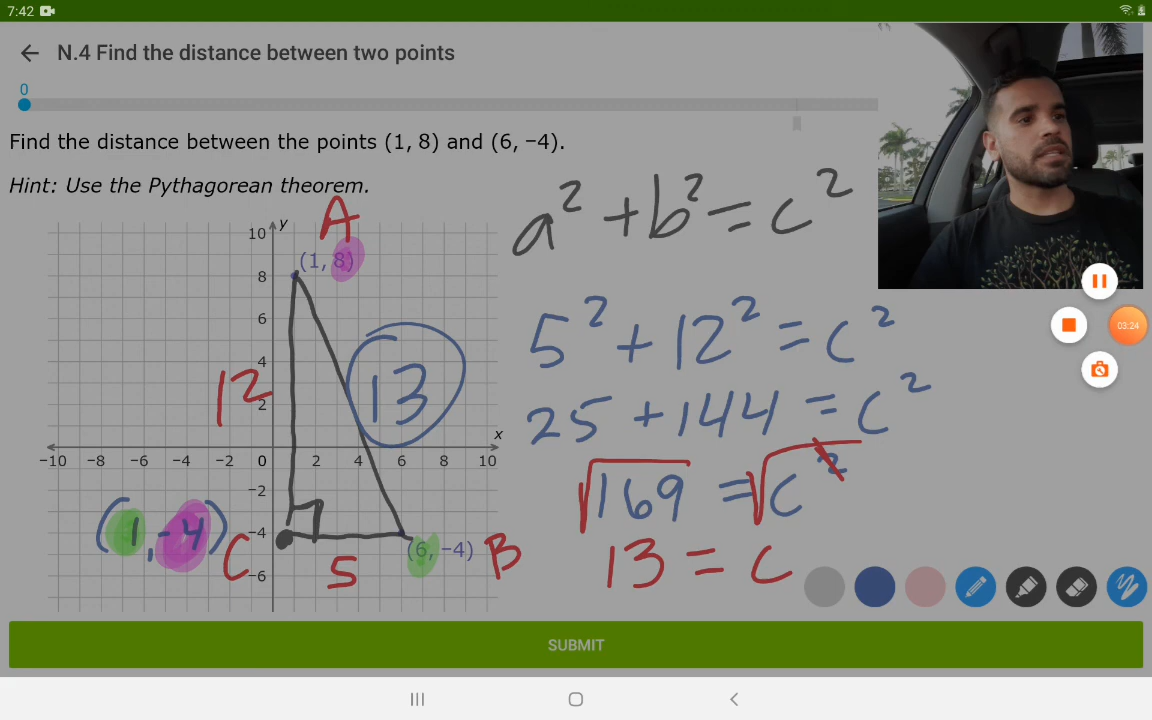 7:42
N.4 Find the distance between two points
0
Find the distance between the points (1, 8) and (6, −4).
Hint: Use the Pythagorean theorem.
a² + b² = c²
03:24
A
10 y
(1, 8)
8
6
5² + 12² = c²
4
12
13
2
25 + 144 = c²
x
−10 −8 −6 −4 −2 0 2 4 6 8 10
−2
√169 = √c²
(1, −4)
−4
C
5
(6, −4) B
−6
13 = c
SUBMIT